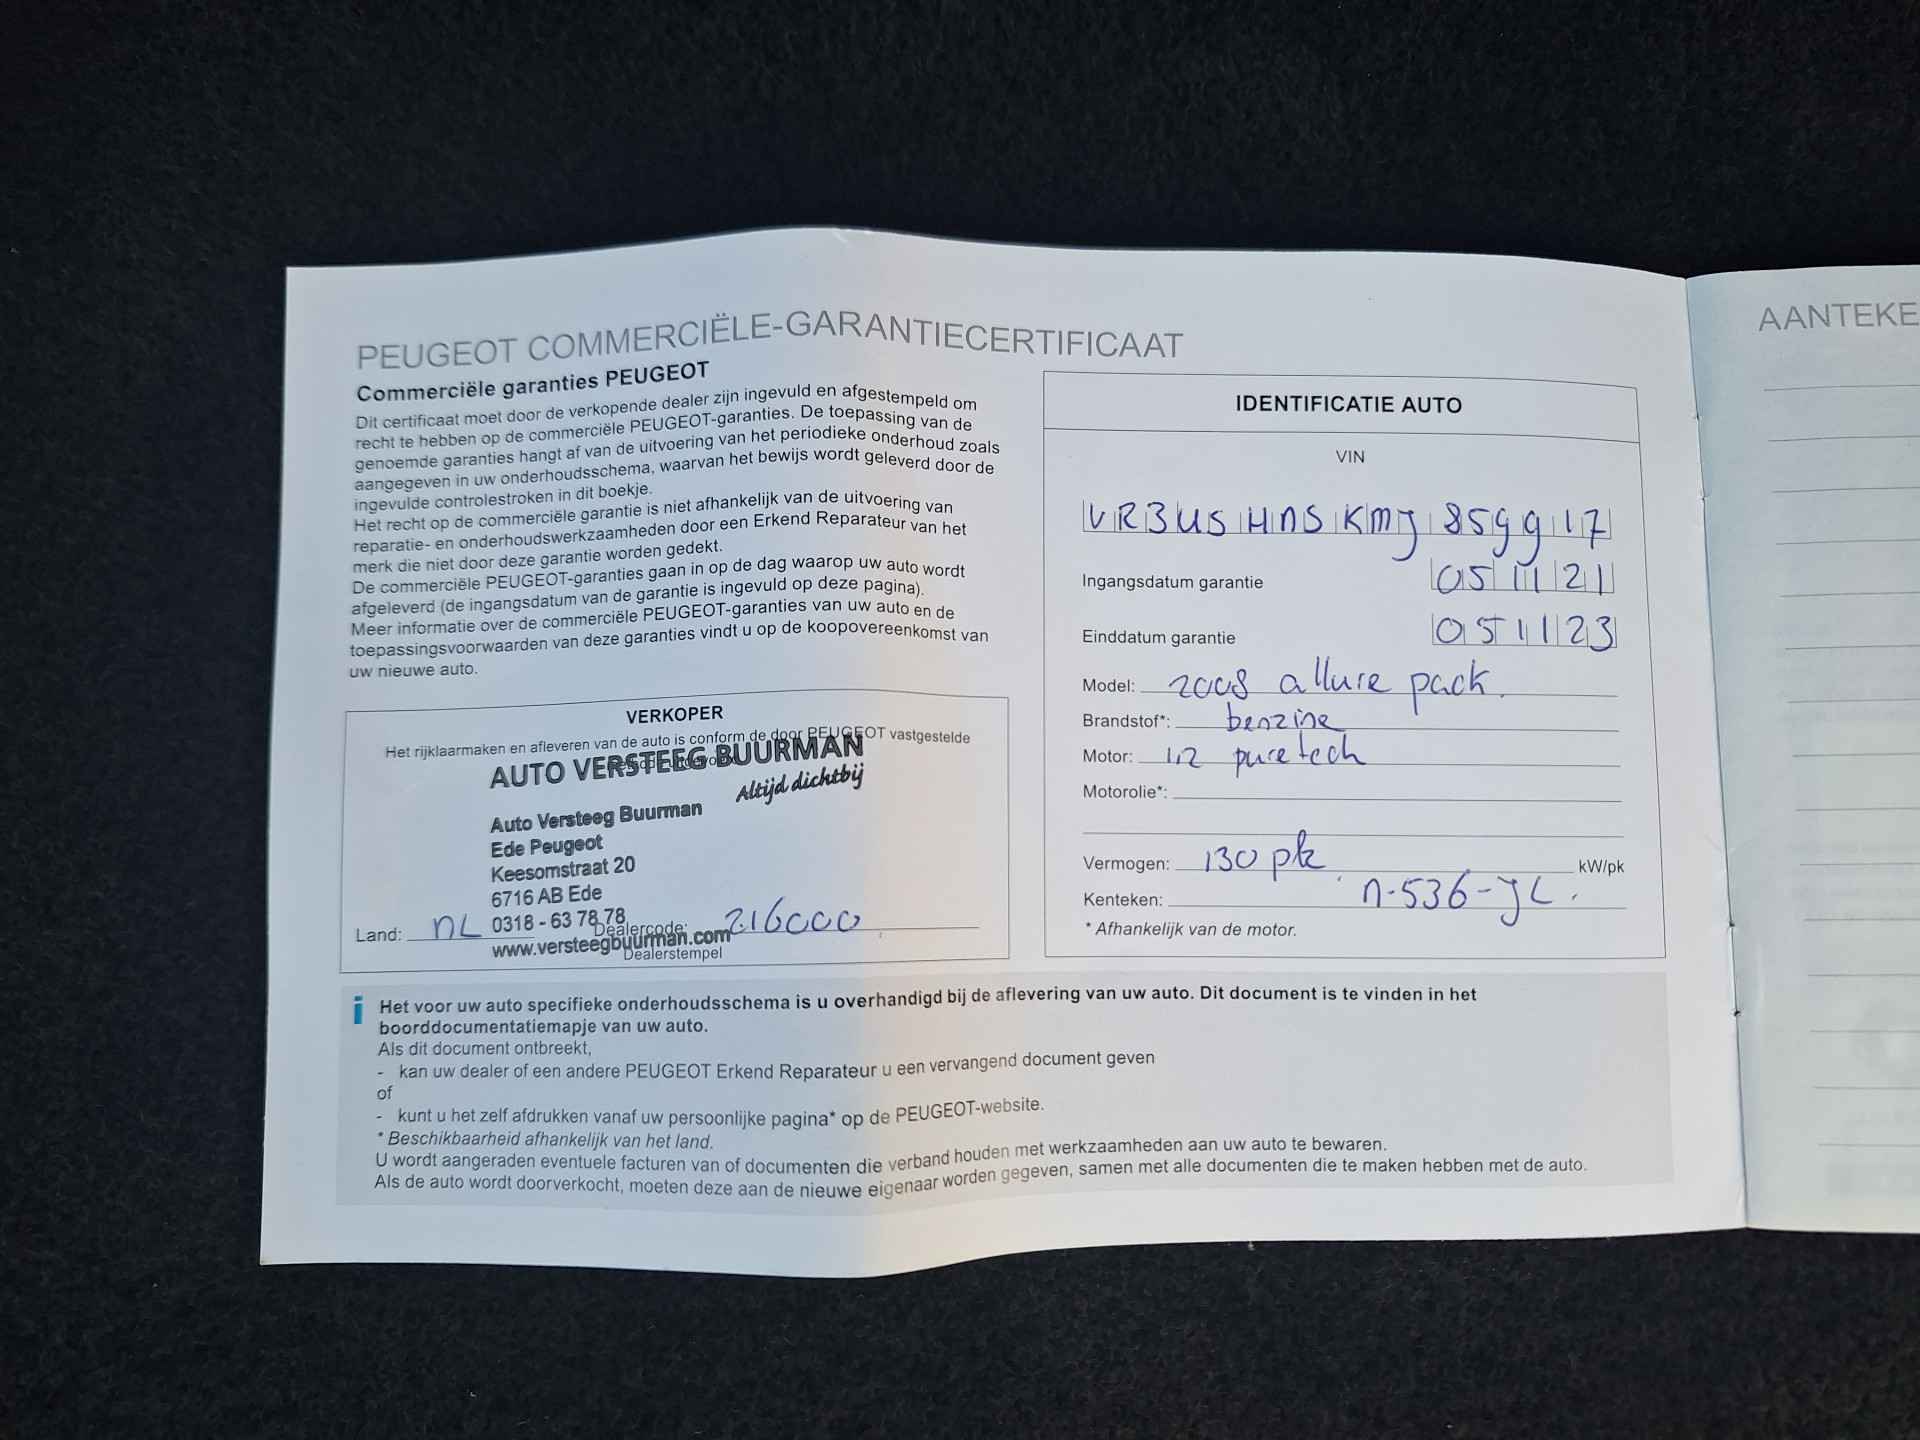 PEUGEOT COMMERCIËLE-GARANTIECERTIFICAAT
Commerciële garanties PEUGEOT
Dit certificaat moet door de verkopende dealer zijn ingevuld en afgestempeld om
recht te hebben op de commerciële PEUGEOT-garanties. De toepassing van de
genoemde garanties hangt af van de uitvoering van het periodieke onderhoud zoals
aangegeven in uw onderhoudsschema, waarvan het bewijs wordt geleverd door de
ingevulde controlestroken in dit boekje.
Het recht op de commerciële garantie is niet afhankelijk van de uitvoering van
reparatie- en onderhoudswerkzaamheden door een Erkend Reparateur van het
merk die niet door deze garantie worden gedekt.
De commerciële PEUGEOT-garanties gaan in op de dag waarop uw auto wordt
afgeleverd (de ingangsdatum van de garantie is ingevuld op deze pagina).
Meer informatie over de commerciële PEUGEOT-garanties van uw auto en de
toepassingsvoorwaarden van deze garanties vindt u op de koopovereenkomst van
uw nieuwe auto.
VERKOPER
Het rijklaarmaken en afleveren van de auto is conform de door PEUGEOT vastgestelde
AUTO VERSTEEG BUURMAN
Altijd dichtbij
Auto Versteeg Buurman
Ede Peugeot
Keesomstraat 20
6716 AB Ede
0318 - 63 78 78
www.versteegbuurman.com
Land: NL Dealercode: 216000
Dealerstempel
IDENTIFICATIE AUTO
VIN
VR3USHNSKMJ859917
Ingangsdatum garantie 051121
Einddatum garantie 051123
Model: 2008 allure pack.
Brandstof*: benzine
Motor: 1,2 puretech
Motorolie*:
Vermogen: 130 pk kW/pk
Kenteken: N-536-JL.
* Afhankelijk van de motor.
i
Het voor uw auto specifieke onderhoudsschema is u overhandigd bij de aflevering van uw auto. Dit document is te vinden in het
boorddocumentatiemapje van uw auto.
Als dit document ontbreekt,
- kan uw dealer of een andere PEUGEOT Erkend Reparateur u een vervangend document geven
of
- kunt u het zelf afdrukken vanaf uw persoonlijke pagina* op de PEUGEOT-website.
* Beschikbaarheid afhankelijk van het land.
U wordt aangeraden eventuele facturen van of documenten die verband houden met werkzaamheden aan uw auto te bewaren.
Als de auto wordt doorverkocht, moeten deze aan de nieuwe eigenaar worden gegeven, samen met alle documenten die te maken hebben met de auto.
AANTEKE